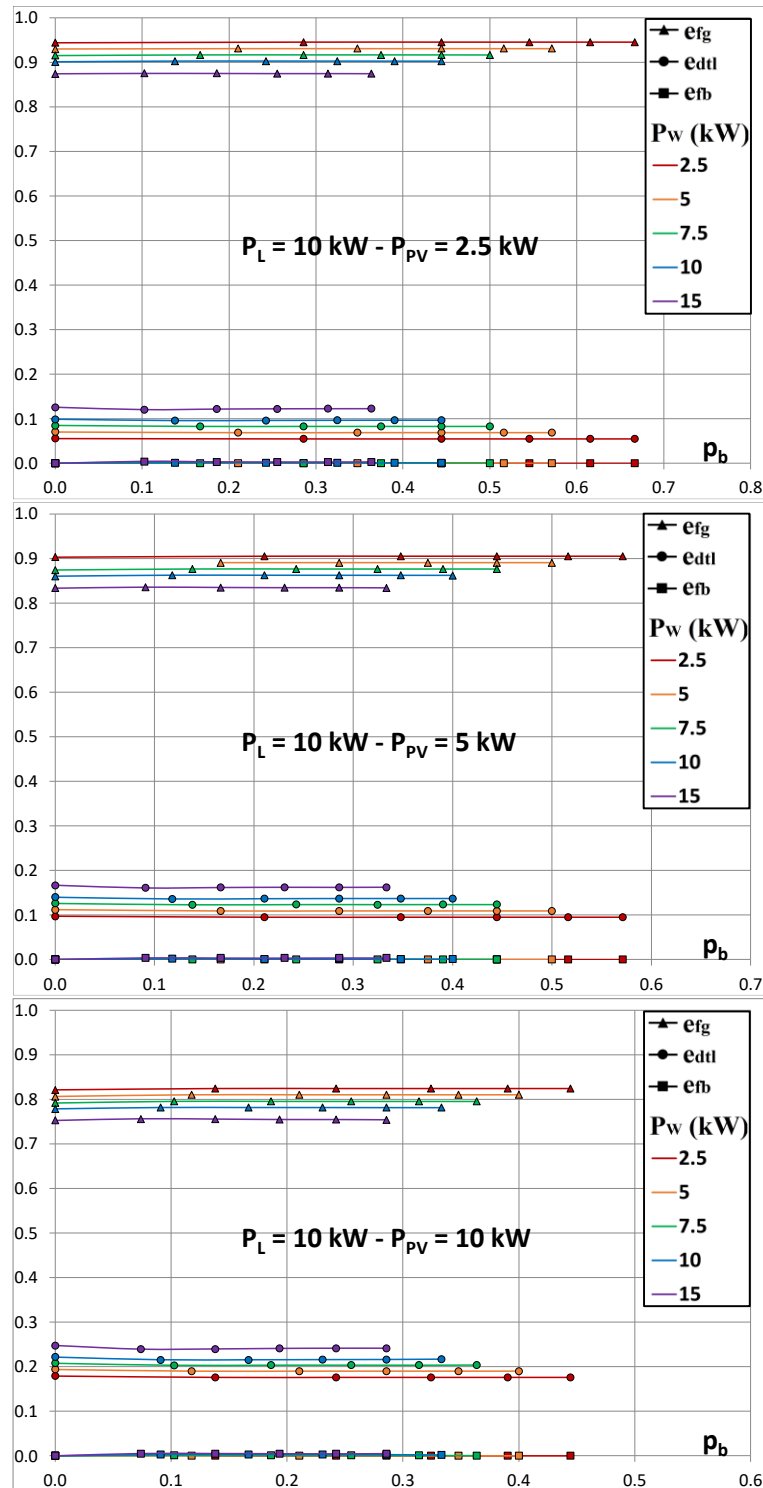 1.0
0.9
0.8
0.7
0.6
0.5
0.4
0.3
0.2
0.1
0.0
efg
edtl
efb
PW (kW)
2.5
5
7.5
10
15
PL = 10 kW - PPV = 2.5 kW
pb
0.0 0.1 0.2 0.3 0.4 0.5 0.6 0.7 0.8
1.0
0.9
0.8
0.7
0.6
0.5
0.4
0.3
0.2
0.1
0.0
efg
edtl
efb
PW (kW)
2.5
5
7.5
10
15
PL = 10 kW - PPV = 5 kW
pb
0.0 0.1 0.2 0.3 0.4 0.5 0.6 0.7
1.0
0.9
0.8
0.7
0.6
0.5
0.4
0.3
0.2
0.1
0.0
efg
edtl
efb
PW (kW)
2.5
5
7.5
10
15
PL = 10 kW - PPV = 10 kW
pb
0.0 0.1 0.2 0.3 0.4 0.5 0.6